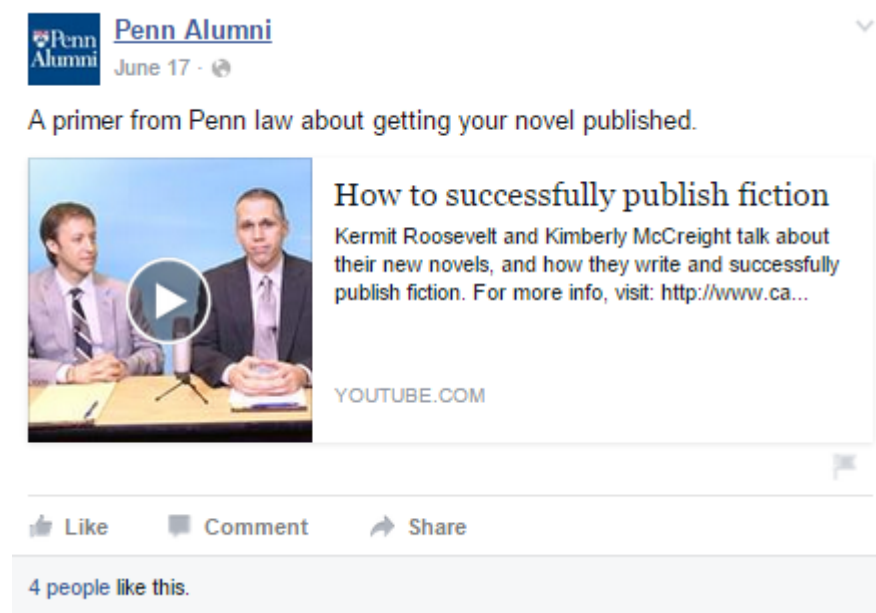 Penn
Alumni
Penn Alumni
June 17 ·
A primer from Penn law about getting your novel published.
How to successfully publish fiction
Kermit Roosevelt and Kimberly McCreight talk about
their new novels, and how they write and successfully
publish fiction. For more info, visit: http://www.ca...
YOUTUBE.COM
Like Comment Share
4 people like this.